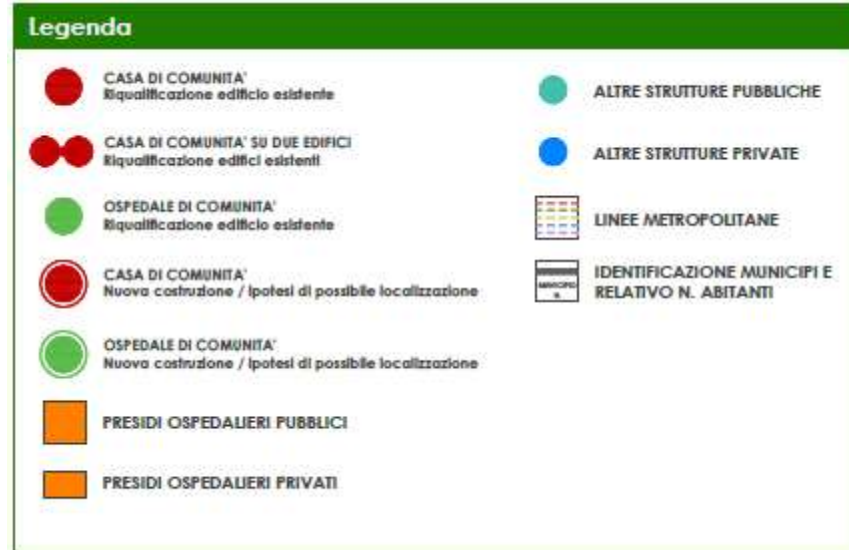 Legenda
CASA DI COMUNITA'
Riqualificazione edificio esistente
CASA DI COMUNITA' SU DUE EDIFICI
Riqualificazione edifici esistenti
OSPEDALE DI COMUNITA'
Riqualificazione edificio esistente
CASA DI COMUNITA'
Nuova costruzione / ipotesi di possibile localizzazione
OSPEDALE DI COMUNITA'
Nuova costruzione / ipotesi di possibile localizzazione
PRESIDI OSPEDALIERI PUBBLICI
PRESIDI OSPEDALIERI PRIVATI
ALTRE STRUTTURE PUBBLICHE
ALTRE STRUTTURE PRIVATE
LINEE METROPOLITANE
MUNICIPIO
N.
IDENTIFICAZIONE MUNICIPI E
RELATIVO N. ABITANTI